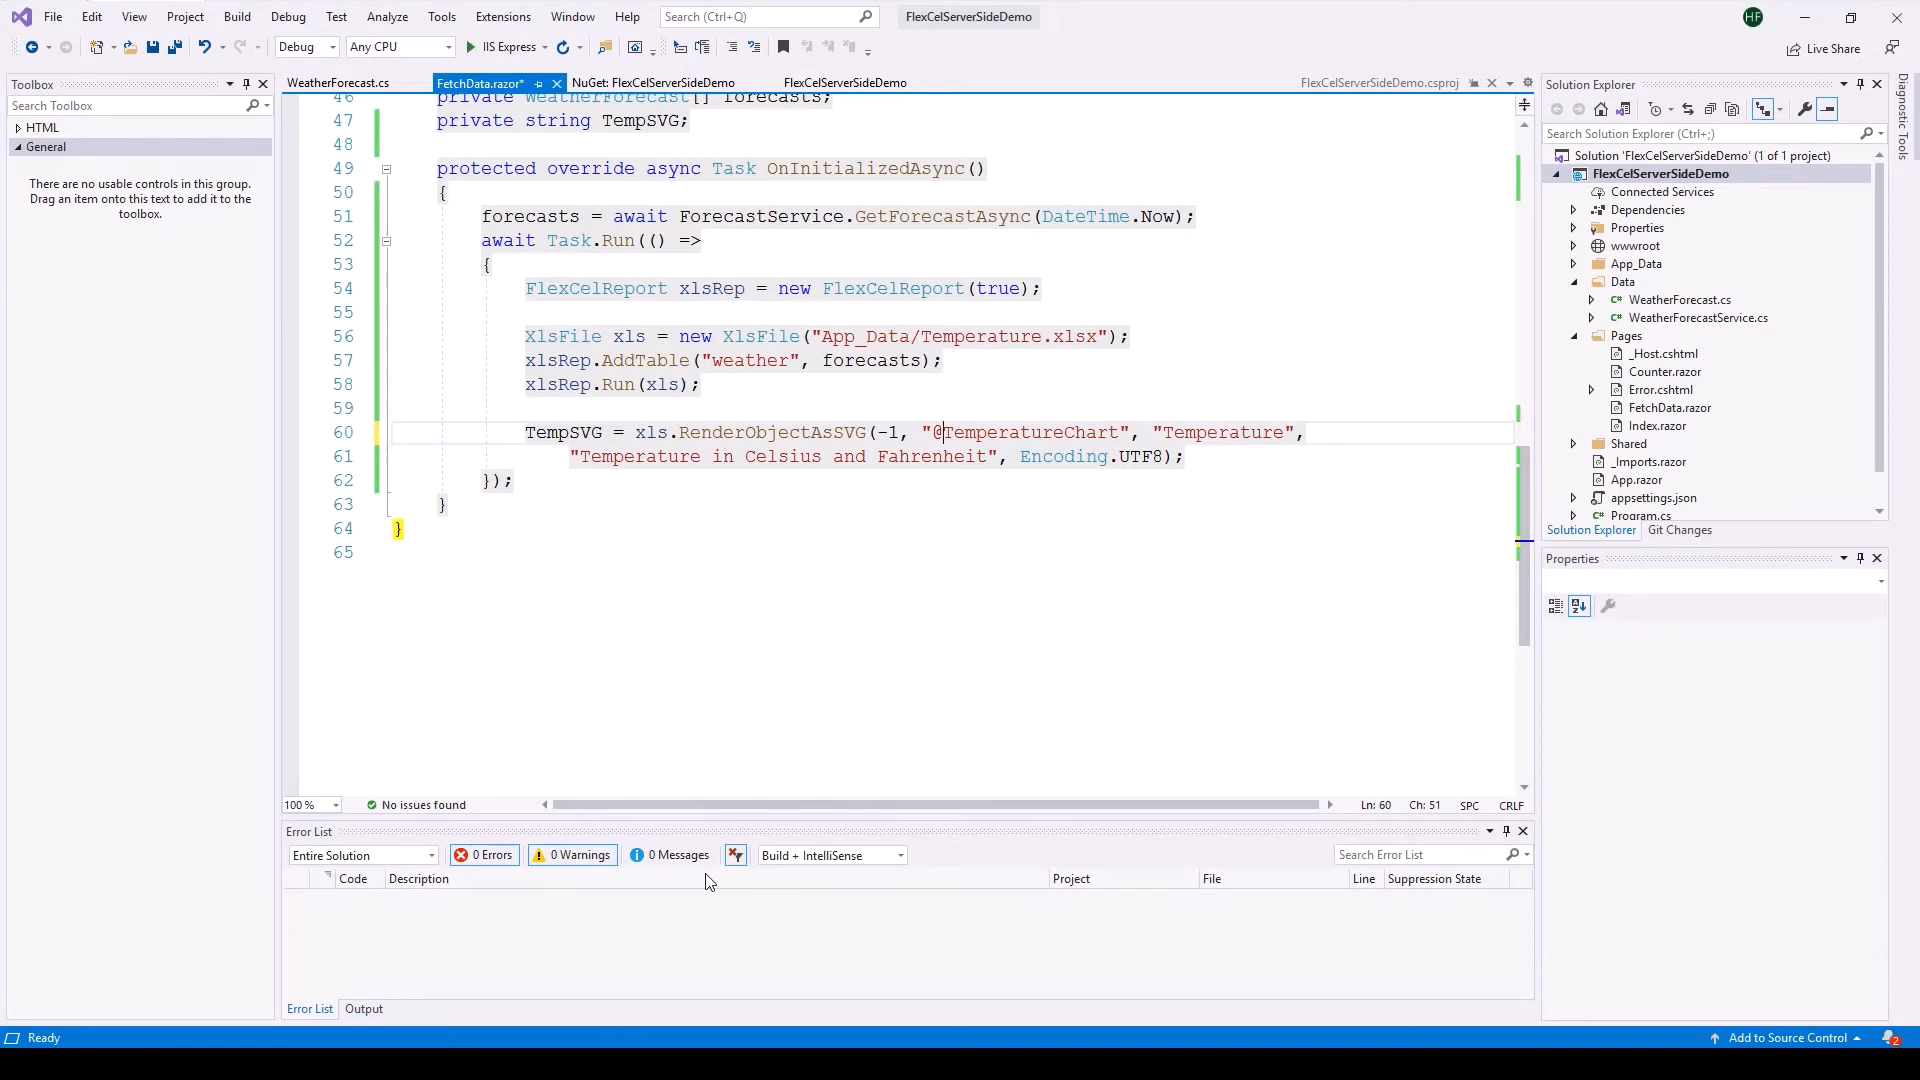 File Edit View Project Build Debug Test Analyze Tools Extensions Window Help Search (Ctrl+Q) FlexCelServerSideDemo HF
Debug Any CPU IIS Express Live Share
Toolbox
Search Toolbox
HTML
General
There are no usable controls in this group. Drag an item onto this text to add it to the toolbox.
WeatherForecast.cs FetchData.razor* NuGet: FlexCelServerSideDemo FlexCelServerSideDemo FlexCelServerSideDemo.csproj
46 private WeatherForecast[] forecasts;
47 private string TempSVG;
48
49 protected override async Task OnInitializedAsync()
50 {
51 forecasts = await ForecastService.GetForecastAsync(DateTime.Now);
52 await Task.Run(() =>
53 {
54 FlexCelReport xlsRep = new FlexCelReport(true);
55
56 XlsFile xls = new XlsFile("App_Data/Temperature.xlsx");
57 xlsRep.AddTable("weather", forecasts);
58 xlsRep.Run(xls);
59
60 TempSVG = xls.RenderObjectAsSVG(-1, "@TemperatureChart", "Temperature",
61 "Temperature in Celsius and Fahrenheit", Encoding.UTF8);
62 });
63 }
64 }
65
100 % No issues found Ln: 60 Ch: 51 SPC CRLF
Error List
Entire Solution 0 Errors 0 Warnings 0 Messages Build + IntelliSense Search Error List
Code Description Project File Line Suppression State
Error List Output
Solution Explorer
Search Solution Explorer (Ctrl+;)
Solution 'FlexCelServerSideDemo' (1 of 1 project)
FlexCelServerSideDemo
Connected Services
Dependencies
Properties
wwwroot
App_Data
Data
C# WeatherForecast.cs
C# WeatherForecastService.cs
Pages
_Host.cshtml
Counter.razor
Error.cshtml
FetchData.razor
Index.razor
Shared
_Imports.razor
App.razor
appsettings.json
C# Program.cs
Solution Explorer Git Changes
Properties
Diagnostic Tools
Ready Add to Source Control 2